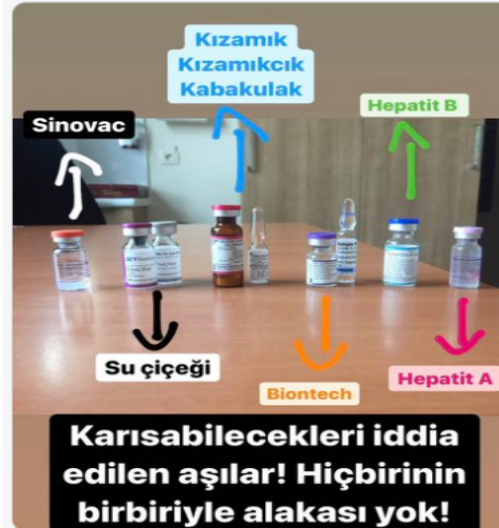 Kızamık
Kızamıkcık
Kabakulak
Hepatit B
Sinovac
Su çiçeği
Biontech
Hepatit A
Karısabilecekleri iddia
edilen aşılar! Hiçbirinin
birbiriyle alakası yok!